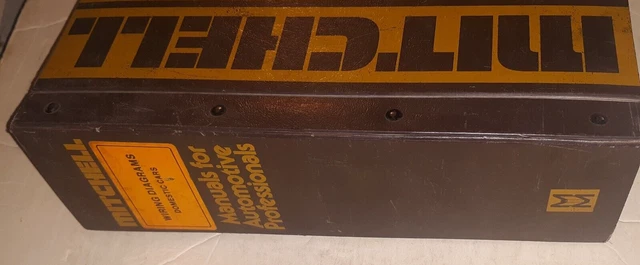 MITCHELL
MITCHELL
WIRING DIAGRAMS
DOMESTIC CARS
Manuals for
Automotive
Professionals
M